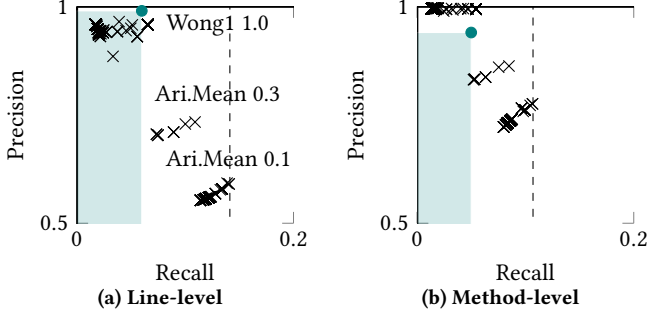 1
Wong1 1.0
Ari.Mean 0.3
Ari.Mean 0.1
Precision
0.5
0
0.2
Recall
(a) Line-level
1
Precision
0.5
0
0.2
Recall
(b) Method-level